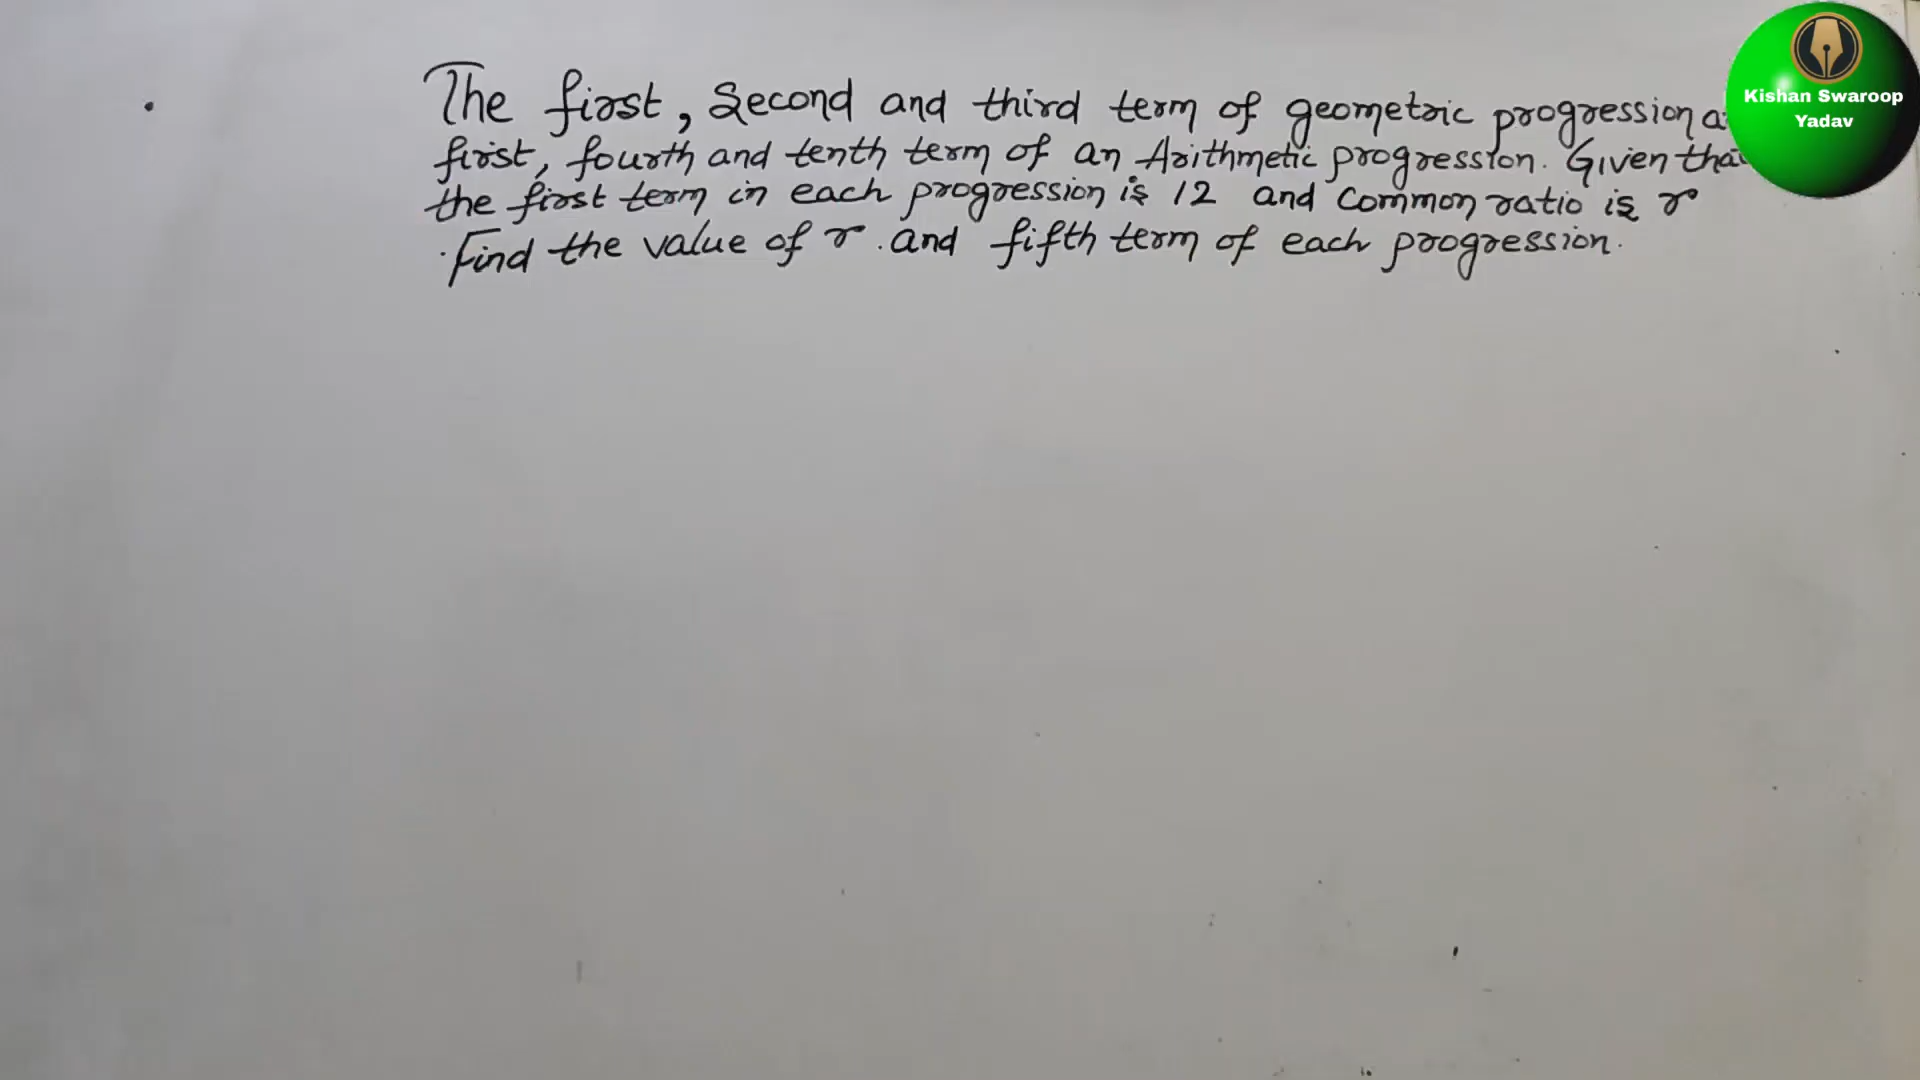 The first, Second and third term of geometric progression a
first, fourth and tenth term of an Arithmetic progression. Given that
the first term in each progression is 12 and Common ratio is r
Find the value of r. and fifth term of each progression.
Kishan Swaroop
Yadav